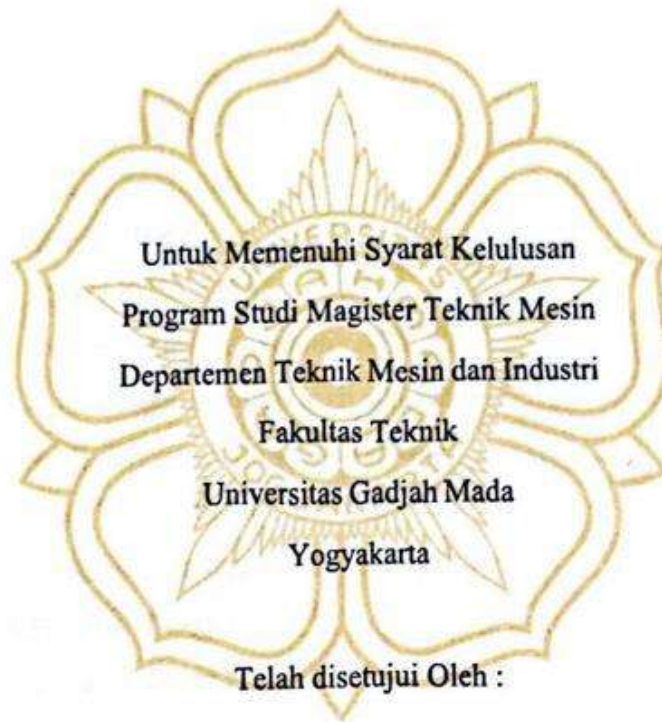 Untuk Memenuhi Syarat Kelulusan
Program Studi Magister Teknik Mesin
Departemen Teknik Mesin dan Industri
Fakultas Teknik
Universitas Gadjah Mada
Yogyakarta
Telah disetujui Oleh :